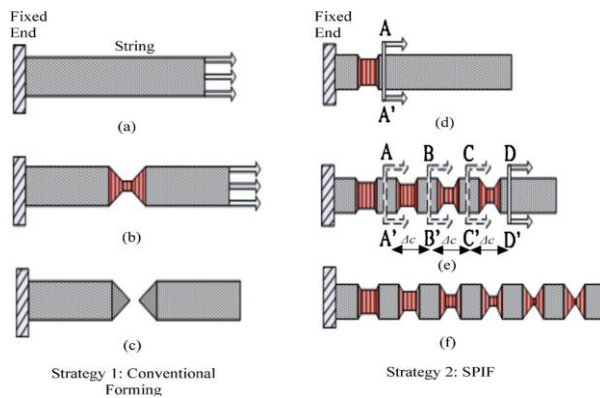 Fixed
End
String
(a)
(b)
(c)
Strategy 1: Conventional
Forming
Fixed
End
A
A'
(d)
A B C D
A' Δc B' Δc C' Δc D'
(e)
(f)
Strategy 2: SPIF